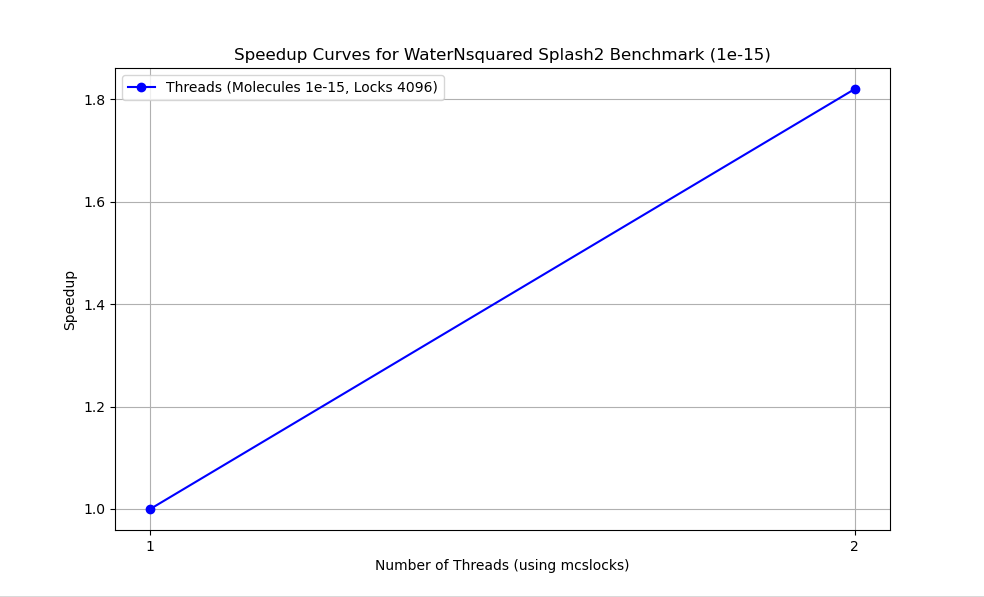 Speedup Curves for WaterNsquared Splash2 Benchmark (1e-15)
Threads (Molecules 1e-15, Locks 4096)
Speedup
1.8
1.6
1.4
1.2
1.0
1
2
Number of Threads (using mcslocks)